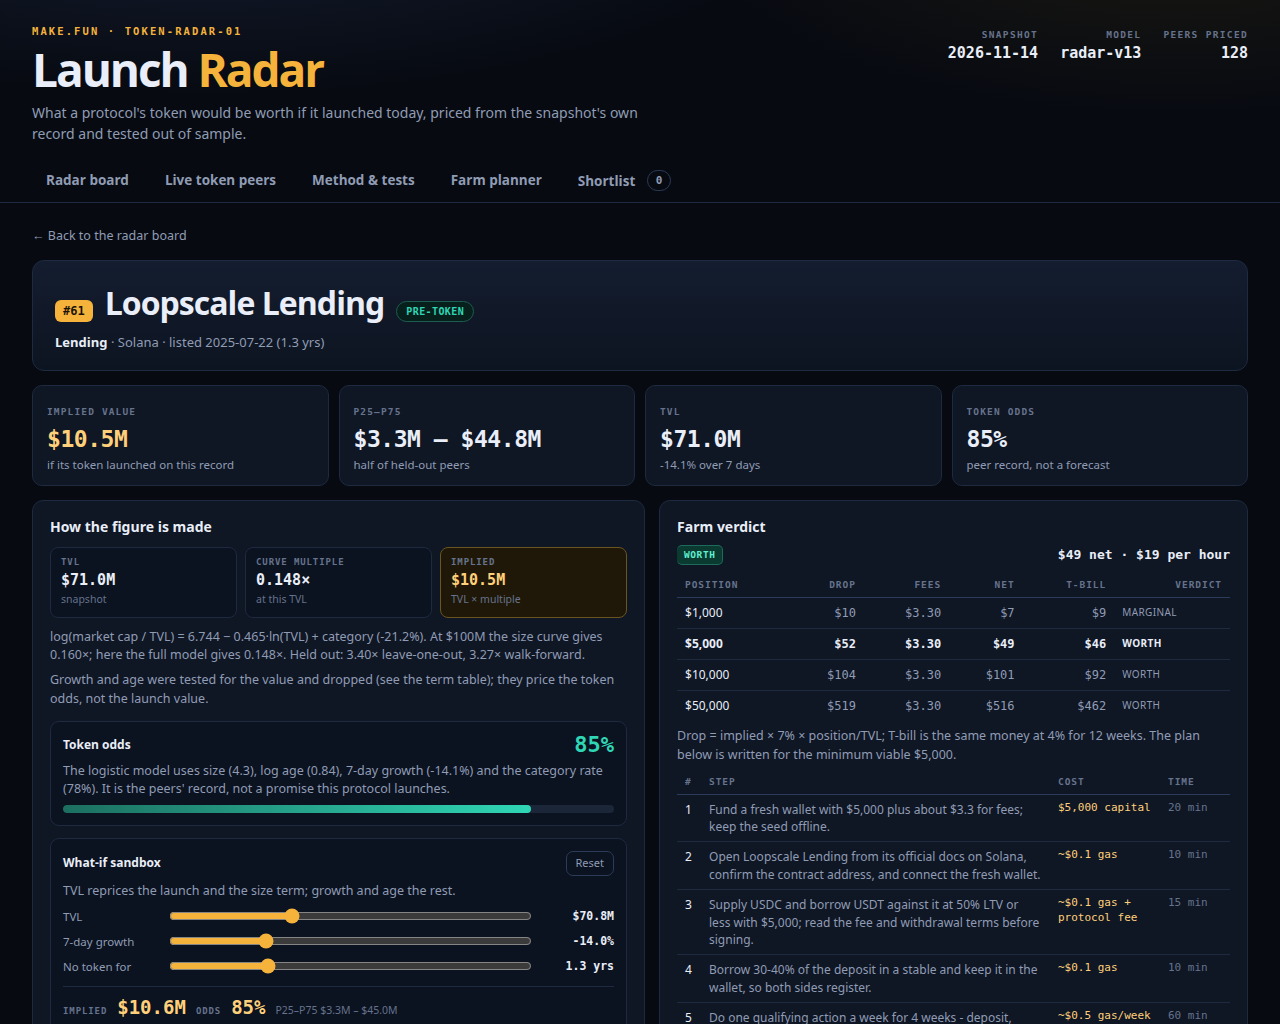 MAKE.FUN · TOKEN-RADAR-01
Launch Radar
What a protocol's token would be worth if it launched today, priced from the snapshot's own
record and tested out of sample.
SNAPSHOT
2026-11-14
MODEL
radar-v13
PEERS PRICED
128
Radar board
Live token peers
Method & tests
Farm planner
Shortlist 0
← Back to the radar board
#61 Loopscale Lending PRE-TOKEN
Lending · Solana · listed 2025-07-22 (1.3 yrs)
IMPLIED VALUE
$10.5M
if its token launched on this record
P25–P75
$3.3M — $44.8M
half of held-out peers
TVL
$71.0M
-14.1% over 7 days
TOKEN ODDS
85%
peer record, not a forecast
How the figure is made
TVL
$71.0M
snapshot
CURVE MULTIPLE
0.148×
at this TVL
IMPLIED
$10.5M
TVL × multiple
log(market cap / TVL) = 6.744 − 0.465·ln(TVL) + category (-21.2%). At $100M the size curve gives
0.160×; here the full model gives 0.148×. Held out: 3.40× leave-one-out, 3.27× walk-forward.
Growth and age were tested for the value and dropped (see the term table); they price the token
odds, not the launch value.
Token odds 85%
The logistic model uses size (4.3), log age (0.84), 7-day growth (-14.1%) and the category rate
(78%). It is the peers' record, not a promise this protocol launches.
What-if sandbox Reset
TVL reprices the launch and the size term; growth and age the rest.
TVL $70.8M
7-day growth -14.0%
No token for 1.3 yrs
IMPLIED $10.6M ODDS 85% P25–P75 $3.3M – $45.0M
Farm verdict
WORTH $49 net · $19 per hour
POSITION DROP FEES NET T-BILL VERDICT
$1,000 $10 $3.30 $7 $9 MARGINAL
$5,000 $52 $3.30 $49 $46 WORTH
$10,000 $104 $3.30 $101 $92 WORTH
$50,000 $519 $3.30 $516 $462 WORTH
Drop = implied × 7% × position/TVL; T-bill is the same money at 4% for 12 weeks. The plan
below is written for the minimum viable $5,000.
# STEP COST TIME
1 Fund a fresh wallet with $5,000 plus about $3.3 for fees; $5,000 capital 20 min
keep the seed offline.
2 Open Loopscale Lending from its official docs on Solana, ~$0.1 gas 10 min
confirm the contract address, and connect the fresh wallet.
3 Supply USDC and borrow USDT against it at 50% LTV or ~$0.1 gas + 15 min
less with $5,000; read the fee and withdrawal terms before protocol fee
signing.
4 Borrow 30-40% of the deposit in a stable and keep it in the ~$0.1 gas 10 min
wallet, so both sides register.
5 Do one qualifying action a week for 4 weeks - deposit, ~$0.5 gas/week 60 min